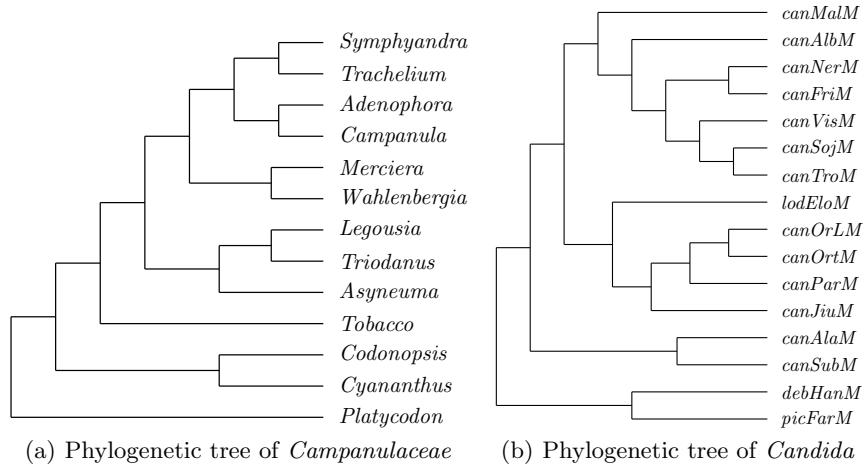 Symphyandra
Trachelium
Adenophora
Campanula
Merciera
Wahlenbergia
Legousia
Triodanus
Asyneuma
Tobacco
Codonopsis
Cyananthus
Platycodon
(a) Phylogenetic tree of Campanulaceae
canMalM
canAlbM
canNerM
canFriM
canVisM
canSojM
canTroM
lodEloM
canOrLM
canOrtM
canParM
canJiuM
canAlaM
canSubM
debHanM
picFarM
(b) Phylogenetic tree of Candida